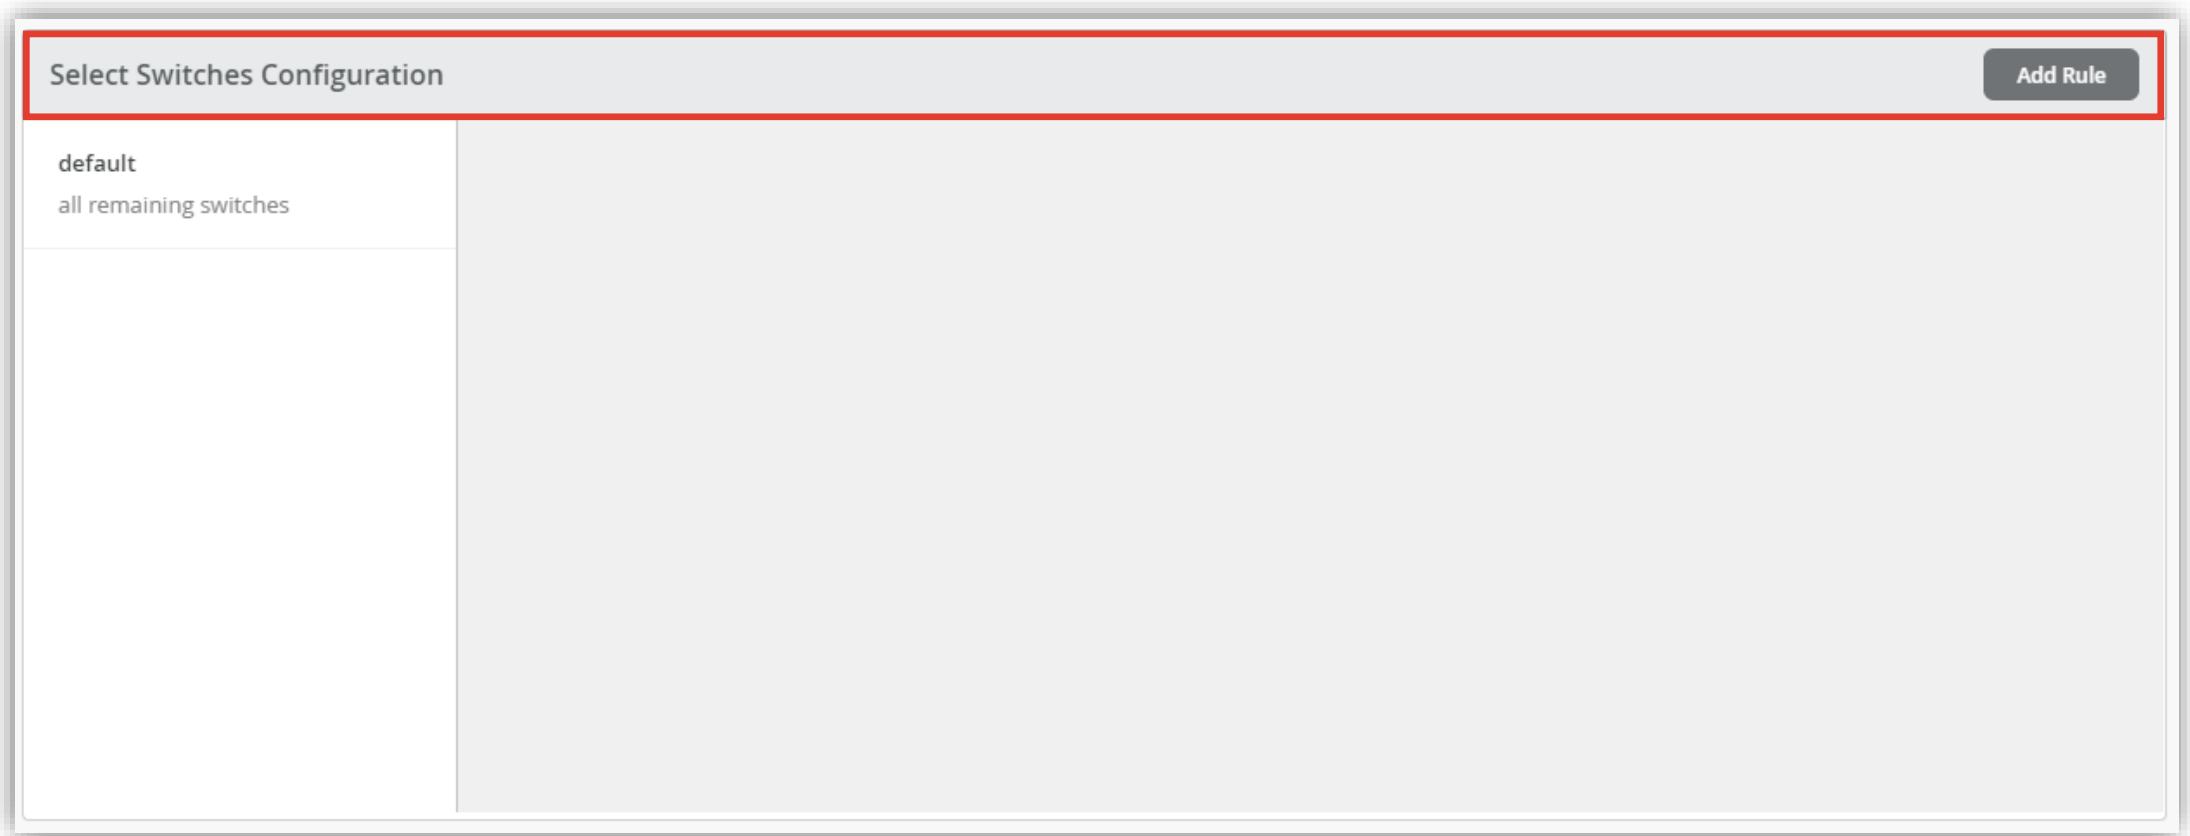 Select Switches Configuration
Add Rule
default
all remaining switches